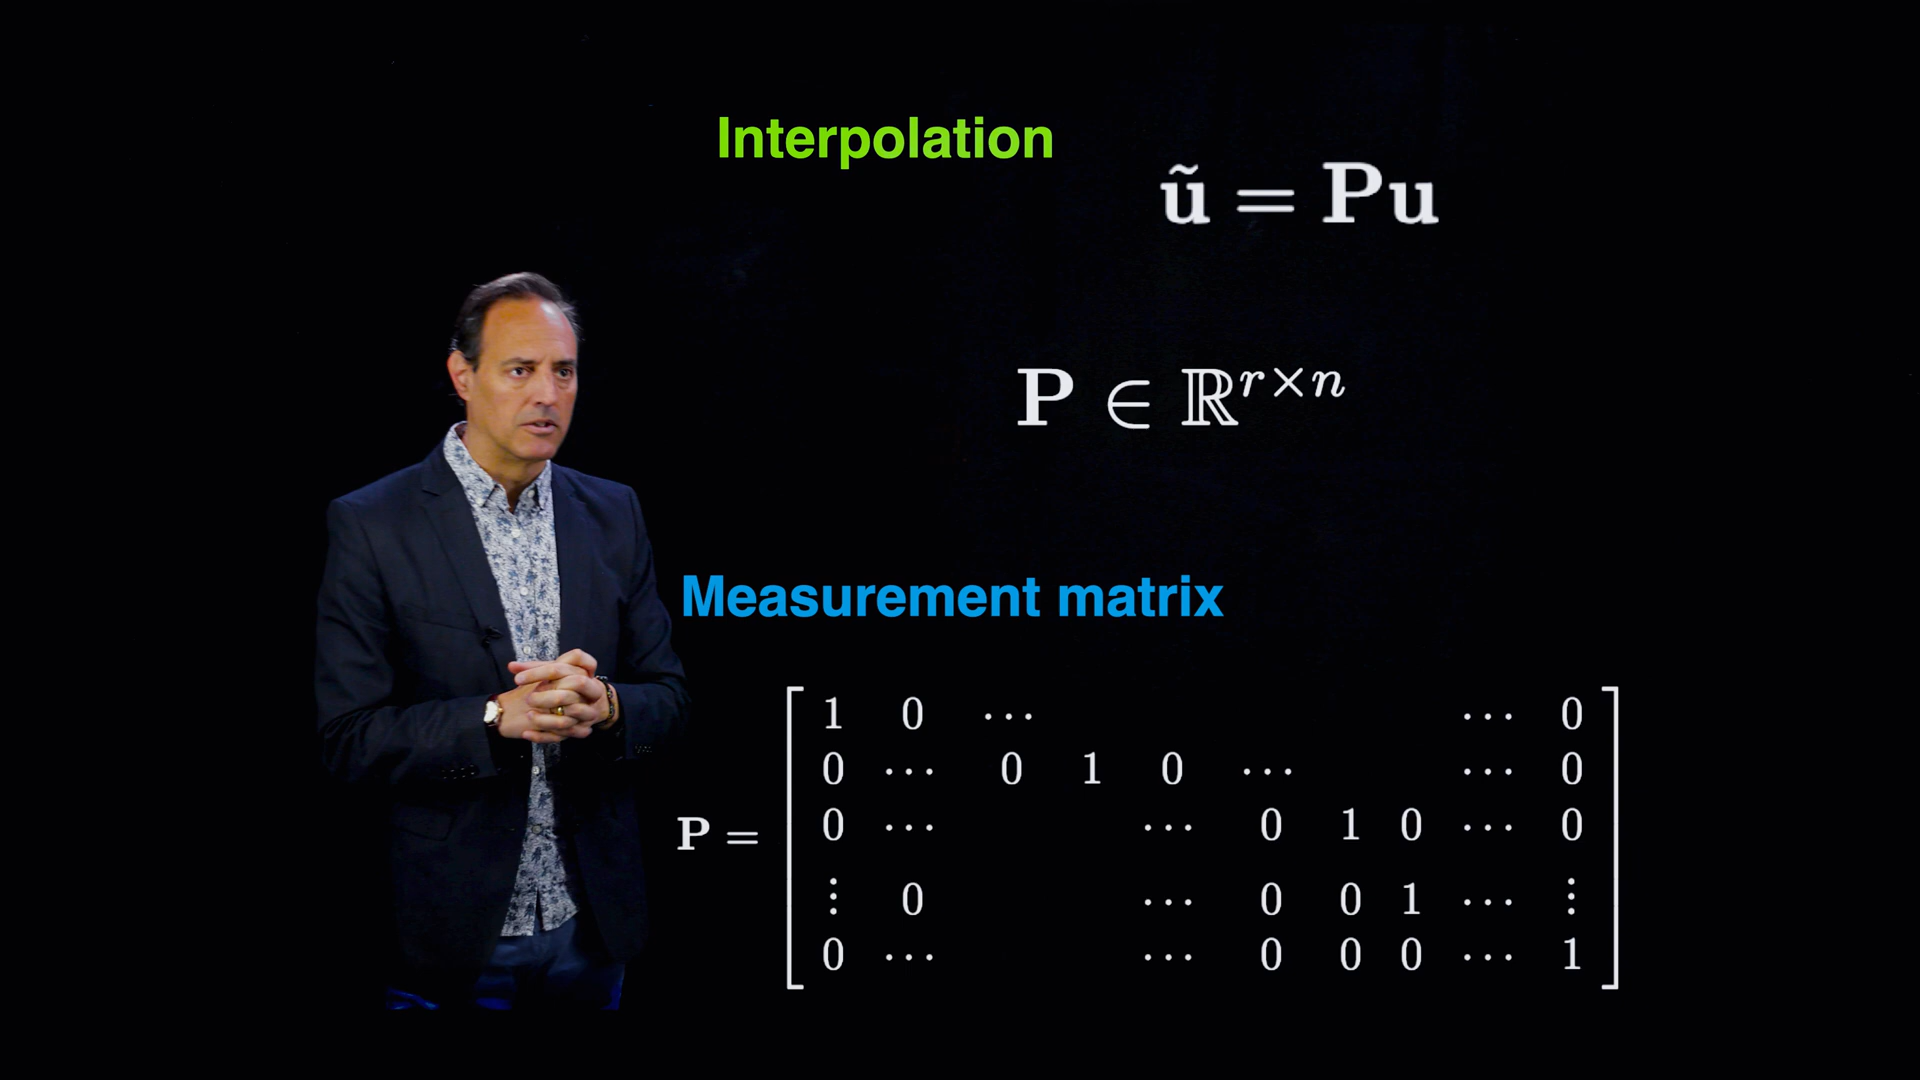 Interpolation
ũ = Pu
P ∈ ℝ^{r×n}
Measurement matrix
1 0 ⋯ ⋯ 0
0 ⋯ 0 1 0 ⋯ ⋯ 0
P = 0 ⋯ ⋯ 0 1 0 ⋯ 0
⋮ 0 ⋯ 0 0 1 ⋯ ⋮
0 ⋯ ⋯ 0 0 0 ⋯ 1